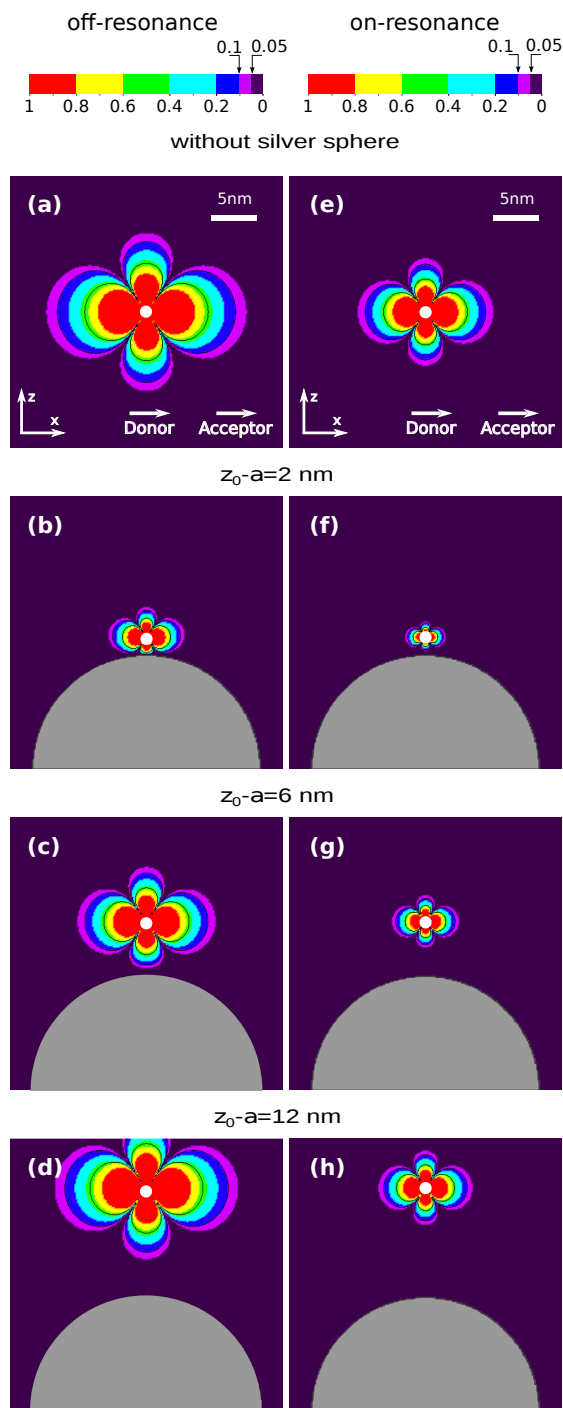 off-resonance on-resonance
0.1 0.05 0.1 0.05
1 0.8 0.6 0.4 0.2 0 1 0.8 0.6 0.4 0.2 0
without silver sphere
(a) 5nm (e) 5nm
z x Donor Acceptor z x Donor Acceptor
z₀-a=2 nm
(b) (f)
z₀-a=6 nm
(c) (g)
z₀-a=12 nm
(d) (h)